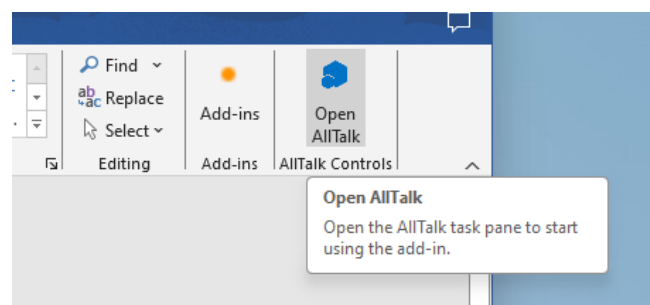 Find
Replace
Select
Editing
Add-ins
Add-ins
Open
AllTalk
AllTalk Controls
Open AllTalk
Open the AllTalk task pane to start
using the add-in.